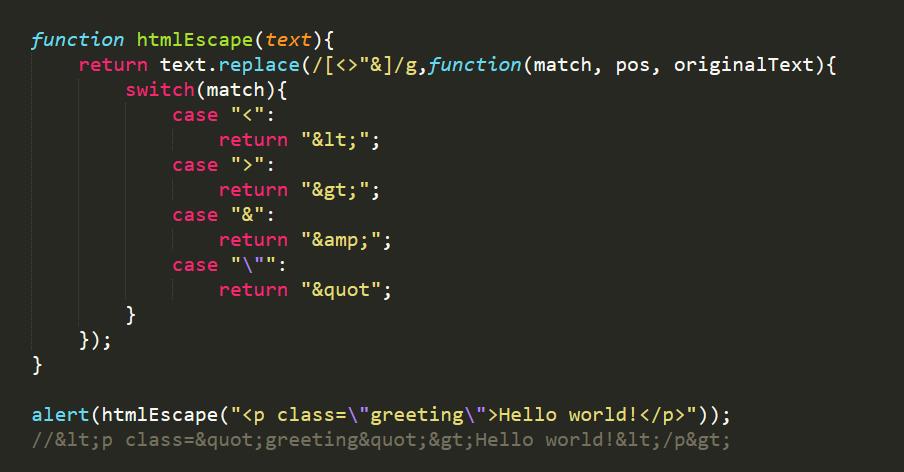 function htmlEscape(text){
    return text.replace(/[<>"&]/g,function(match, pos, originalText){
        switch(match){
            case "<":
                return "&lt;";
            case ">":
                return "&gt;";
            case "&":
                return "&amp;";
            case "\"":
                return "&quot";
        }
    });
}

alert(htmlEscape("<p class=\"greeting\">Hello world!</p>"));
//&lt;p class=&quot;greeting&quot;&gt;Hello world!&lt;/p&gt;